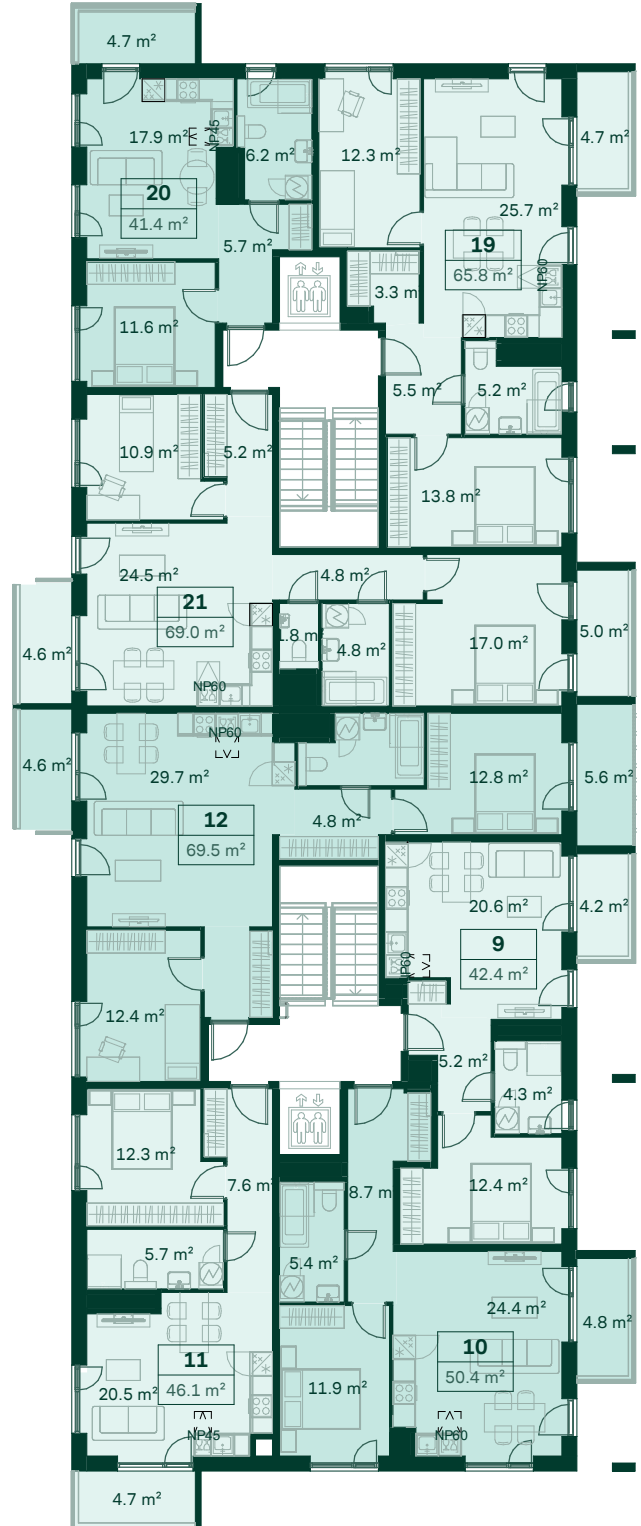 4.7 m²
17.9 m²
NP45
6.2 m²
12.3 m²
4.7 m²
20
41.4 m²
5.7 m²
25.7 m²
19
65.8 m²
NP60
3.3 m
11.6 m²
5.5 m²
5.2 m²
10.9 m²
5.2 m²
13.8 m²
24.5 m²
4.8 m²
21
69.0 m²
1.8 m²
4.8 m²
17.0 m²
5.0 m²
4.6 m²
NP60
NP60
29.7 m²
12.8 m²
4.6 m²
5.6 m²
12
69.5 m²
4.8 m²
20.6 m²
4.2 m²
9
42.4 m²
NP60
12.4 m²
5.2 m²
4.3 m²
12.3 m²
7.6 m²
8.7 m
12.4 m²
5.7 m²
5.4 m²
24.4 m²
4.8 m²
11
46.1 m²
10
50.4 m²
20.5 m²
11.9 m²
NP45
NP60
4.7 m²